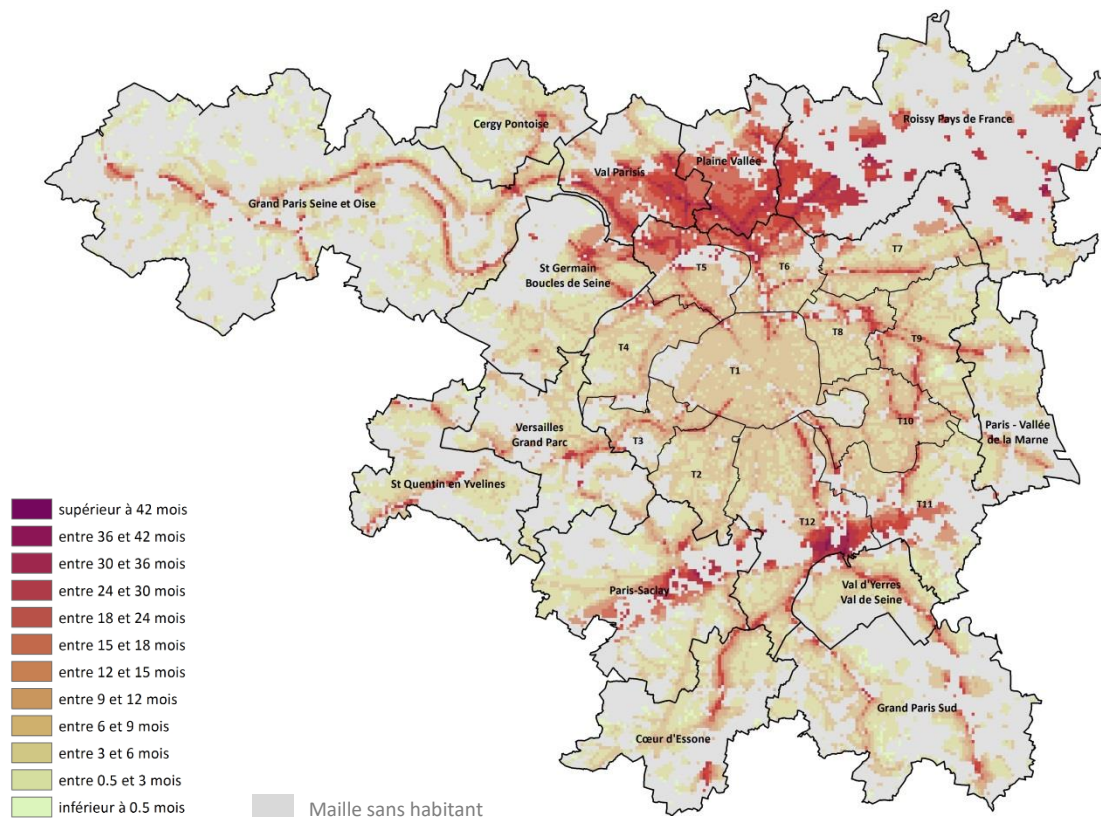 Cergy Pontoise
Roissy Pays de France
Plaine Vallée
Val Parisis
Grand Paris Seine et Oise
T7
St Germain
Boucles de Seine
T5
T6
T8
T9
T4
T1
T10
Paris - Vallée
de la Marne
Versailles
Grand Parc
T3
T2
St Quentin en Yvelines
T11
T12
Paris-Saclay
Val d'Yerres
Val de Seine
Grand Paris Sud
Cœur d'Essone
supérieur à 42 mois
entre 36 et 42 mois
entre 30 et 36 mois
entre 24 et 30 mois
entre 18 et 24 mois
entre 15 et 18 mois
entre 12 et 15 mois
entre 9 et 12 mois
entre 6 et 9 mois
entre 3 et 6 mois
entre 0.5 et 3 mois
inférieur à 0.5 mois
Maille sans habitant